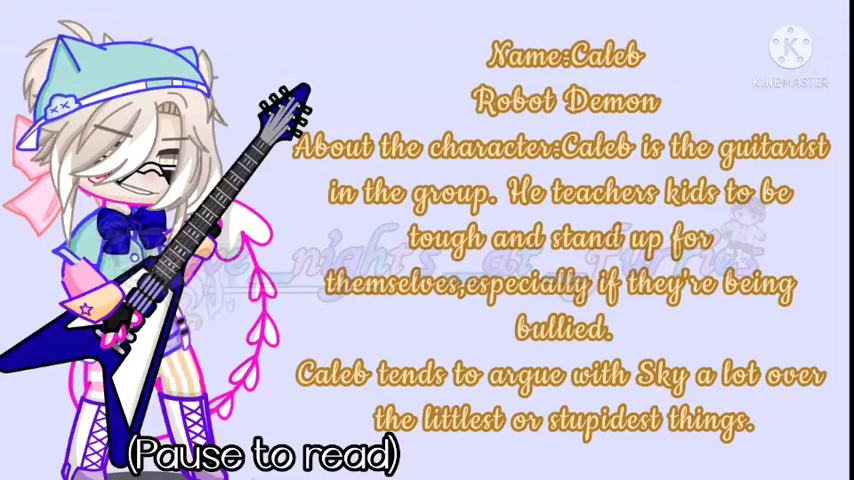 Name:Caleb
KINEMASTER
Robot Demon
About the character:Caleb is the guitarist
in the group. He teachers kids to be
tough and stand up for
themselves,especially if they're being
bullied.
Caleb tends to argue with Sky a lot over
the littlest or stupidest things.
(Pause to read)